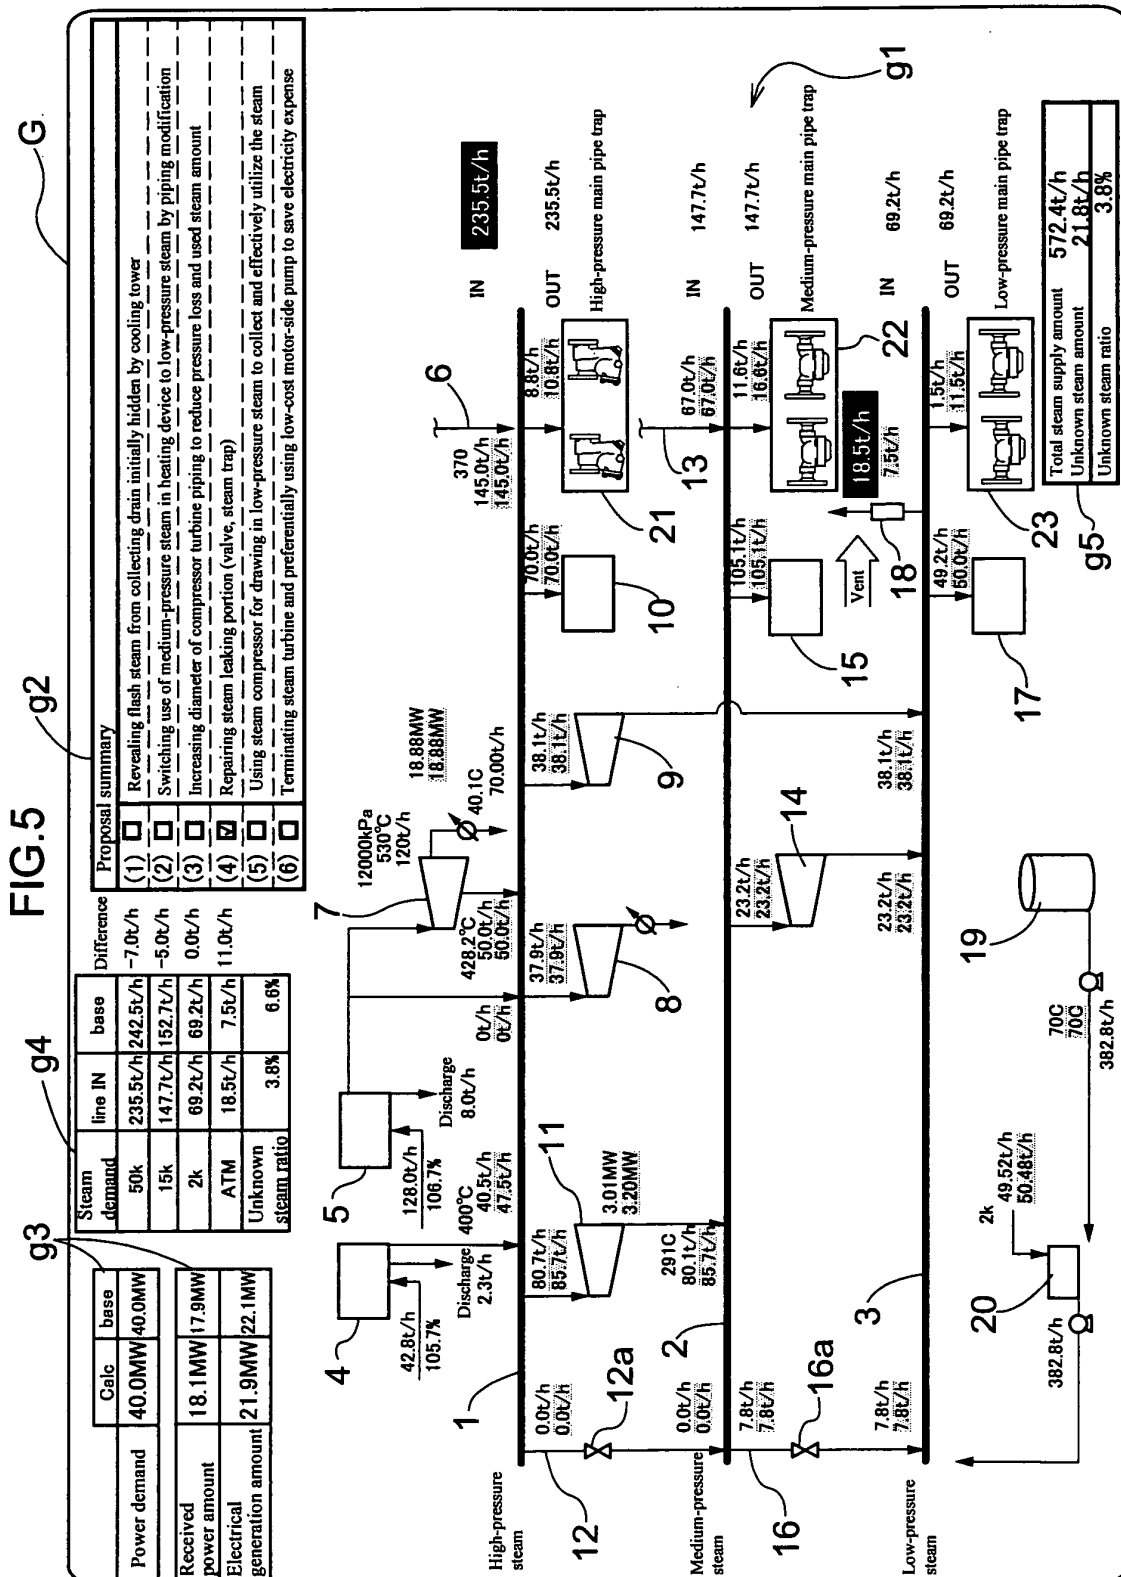 FIG.5
G
g2
g3
g4
Calc base
Power demand 40.0MW 40.0MW
Received
power amount 18.1MW 17.9MW
Electrical
generation amount 21.9MW 22.1MW
Steam
demand line IN base Difference
50k 235.5t/h 242.5t/h -7.0t/h
15k 147.7t/h 152.7t/h -5.0t/h
2k 69.2t/h 69.2t/h 0.0t/h
ATM 18.5t/h 7.5t/h 11.0t/h
Unknown
steam ratio 3.8% 6.6%
Proposal summary
(1) Revealing flash steam from collecting drain initially hidden by cooling tower
(2) Switching use of medium-pressure steam in heating device to low-pressure steam by piping modification
(3) Increasing diameter of compressor turbine piping to reduce pressure loss and used steam amount
(4) Repairing steam leaking portion (valve, steam trap)
(5) Using steam compressor for drawing in low-pressure steam to collect and effectively utilize the steam
(6) Terminating steam turbine and preferentially using low-cost motor-side pump to save electricity expense
4
42.8t/h
105.7%
Discharge
2.3t/h
400°C
40.5t/h
47.5t/h
5
128.0t/h
106.7%
Discharge
8.0t/h
0t/h
0t/h
7
12000kPa
530°C
120t/h
18.88MW
18.88MW
40.1C
70.00t/h
428.2°C
50.0t/h
50.0t/h
6
370
145.0t/h
145.0t/h
IN
235.5t/h
High-pressure
steam
1
OUT
235.5t/h
0.0t/h
0.0t/h
12
12a
80.7t/h
85.7t/h
11
3.01MW
3.20MW
37.9t/h
37.9t/h
8
38.1t/h
38.1t/h
9
70.0t/h
70.0t/h
10
8.8t/h
10.8t/h
21
High-pressure main pipe trap
0.0t/h
0.0t/h
291C
80.1t/h
85.7t/h
13
67.0t/h
67.0t/h
IN
147.7t/h
Medium-pressure
steam
2
OUT
147.7t/h
7.8t/h
7.8t/h
16
16a
23.2t/h
23.2t/h
14
105.1t/h
105.1t/h
15
11.6t/h
16.6t/h
22
Medium-pressure main pipe trap
g1
7.8t/h
7.8t/h
23.2t/h
23.2t/h
38.1t/h
38.1t/h
Vent
18
18.5t/h
7.5t/h
IN
69.2t/h
Low-pressure
steam
3
OUT
69.2t/h
49.2t/h
50.0t/h
17
1.5t/h
11.5t/h
23
Low-pressure main pipe trap
382.8t/h
20
2k
49.52t/h
50.48t/h
70C
70C
382.8t/h
19
g5
Total steam supply amount 572.4t/h
Unknown steam amount 21.8t/h
Unknown steam ratio 3.8%